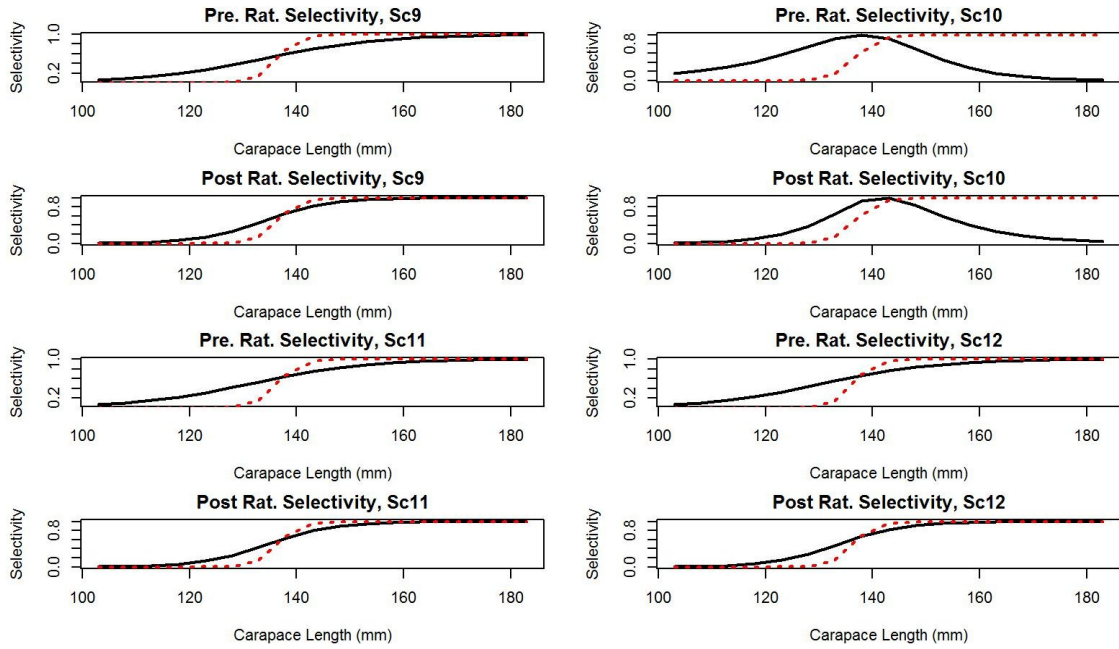 Pre. Rat. Selectivity, Sc9
Selectivity
0.2 1.0
100 120 140 160 180
Carapace Length (mm)
Pre. Rat. Selectivity, Sc10
Selectivity
0.0 0.8
100 120 140 160 180
Carapace Length (mm)
Post Rat. Selectivity, Sc9
Selectivity
0.0 0.8
100 120 140 160 180
Carapace Length (mm)
Post Rat. Selectivity, Sc10
Selectivity
0.0 0.8
100 120 140 160 180
Carapace Length (mm)
Pre. Rat. Selectivity, Sc11
Selectivity
0.2 1.0
100 120 140 160 180
Carapace Length (mm)
Pre. Rat. Selectivity, Sc12
Selectivity
0.2 1.0
100 120 140 160 180
Carapace Length (mm)
Post Rat. Selectivity, Sc11
Selectivity
0.0 0.8
100 120 140 160 180
Carapace Length (mm)
Post Rat. Selectivity, Sc12
Selectivity
0.0 0.8
100 120 140 160 180
Carapace Length (mm)